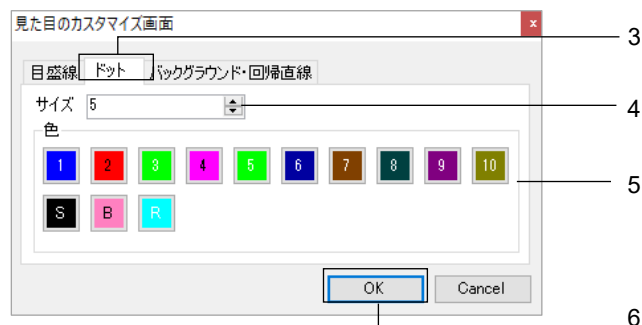 見た目のカスタマイズ画面 x
3
目盛線 ドット バックグラウンド・回帰直線
サイズ 5
4
色
1 2 3 4 5 6 7 8 9 10
5
S B R
OK Cancel
6